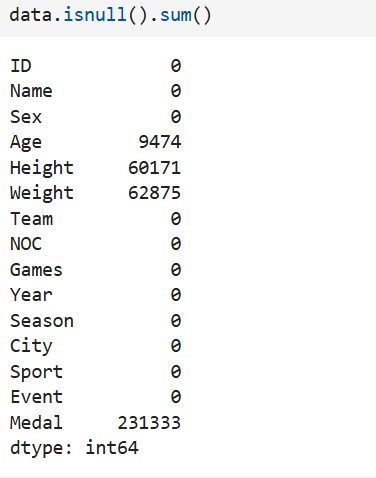 data.isnull().sum()
ID 0
Name 0
Sex 0
Age 9474
Height 60171
Weight 62875
Team 0
NOC 0
Games 0
Year 0
Season 0
City 0
Sport 0
Event 0
Medal 231333
dtype: int64